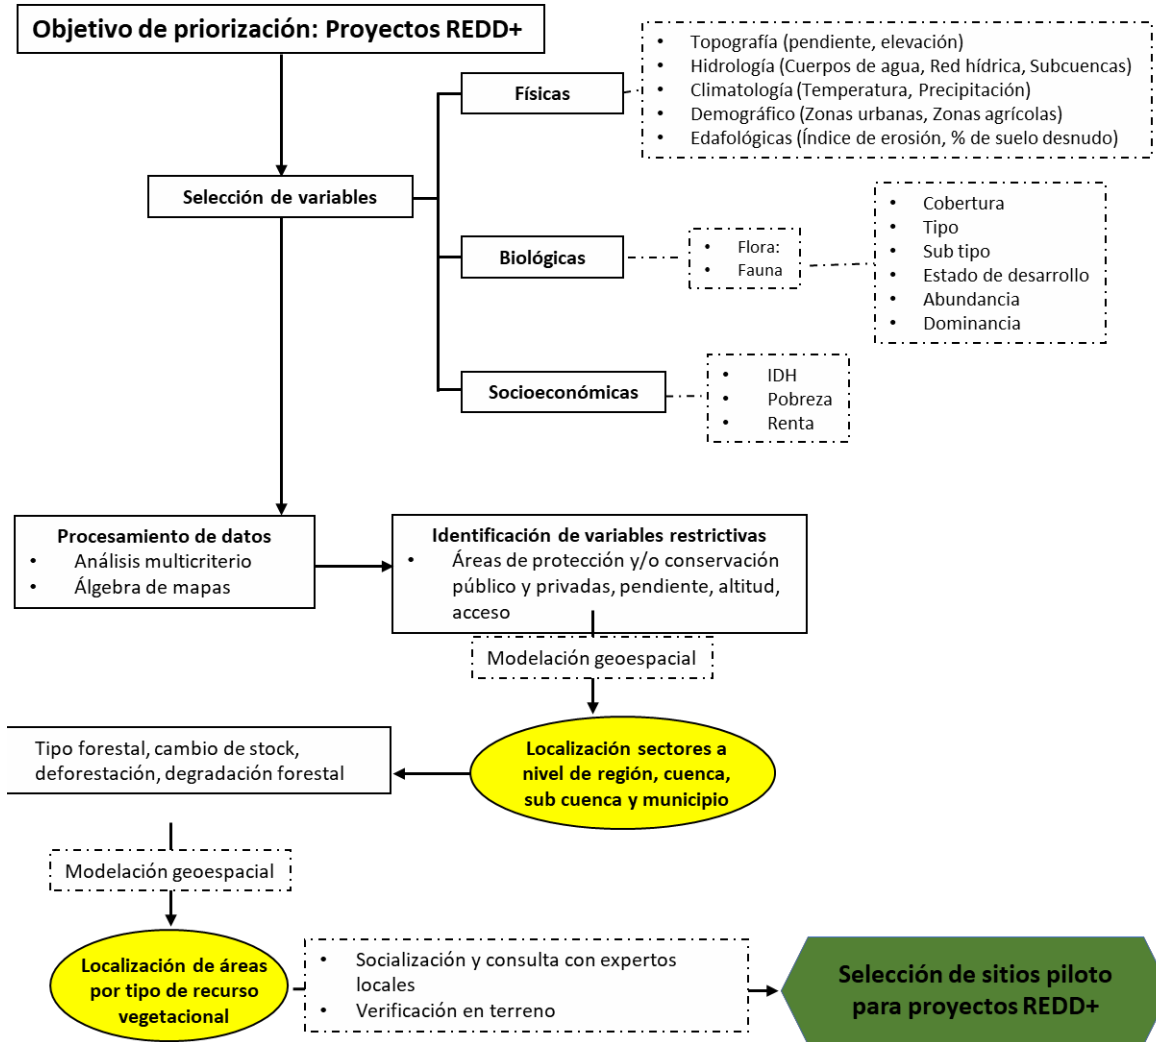 Objetivo de priorización: Proyectos REDD+
• Topografía (pendiente, elevación)
• Hidrología (Cuerpos de agua, Red hídrica, Subcuencas)
• Climatología (Temperatura, Precipitación)
• Demográfico (Zonas urbanas, Zonas agrícolas)
• Edafológicas (Índice de erosión, % de suelo desnudo)
Físicas
Selección de variables
Biológicas
• Flora:
• Fauna
• Cobertura
• Tipo
• Sub tipo
• Estado de desarrollo
• Abundancia
• Dominancia
Socioeconómicas
• IDH
• Pobreza
• Renta
Procesamiento de datos
• Análisis multicriterio
• Álgebra de mapas
Identificación de variables restrictivas
• Áreas de protección y/o conservación
público y privadas, pendiente, altitud,
acceso
Modelación geoespacial
Localización sectores a
nivel de región, cuenca,
sub cuenca y municipio
Tipo forestal, cambio de stock,
deforestación, degradación forestal
Modelación geoespacial
Localización de áreas
por tipo de recurso
vegetacional
• Socialización y consulta con expertos
locales
• Verificación en terreno
Selección de sitios piloto
para proyectos REDD+